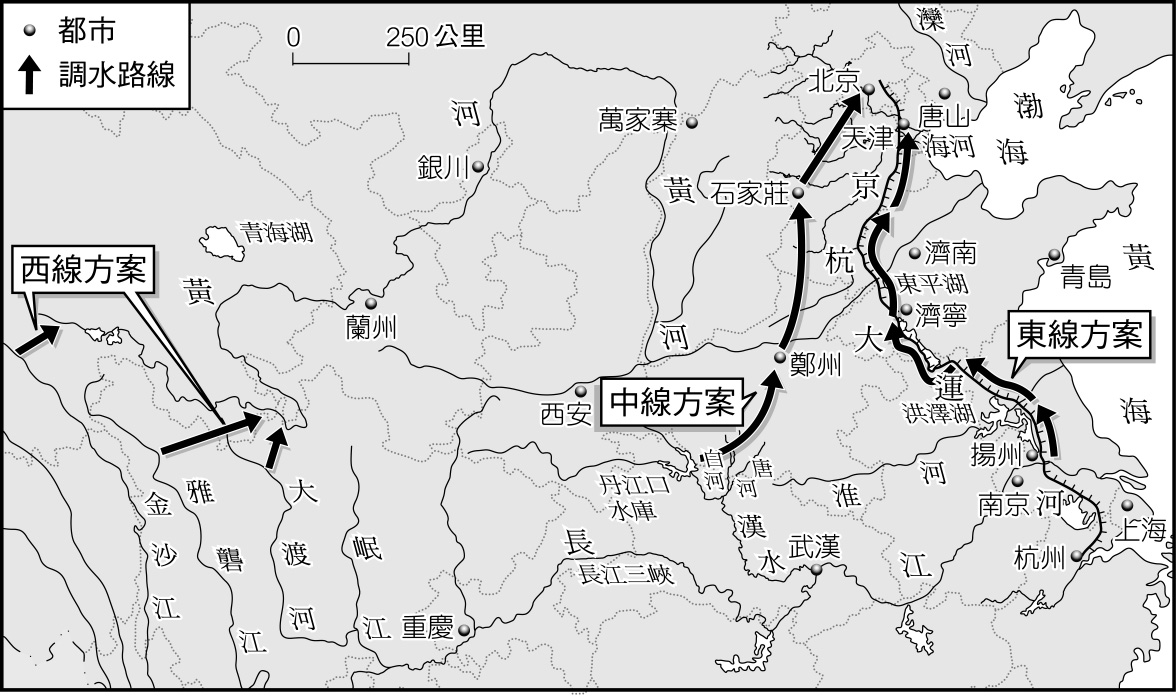 都市
調水路線
0 250公里
灤河
北京
唐山
渤海
天津
海河
萬家寨
黃河
銀川
石家莊
京杭大運河
青海湖
濟南
黃海
青島
東平湖
西線方案
黃河
蘭州
濟寧
東線方案
鄭州
中線方案
西安
洪澤湖
揚州
白河
唐河
丹江口
水庫
淮河
南京
上海
金沙江
雅礱江
大渡河
岷江
漢水
武漢
長江
長江三峽
杭州
重慶